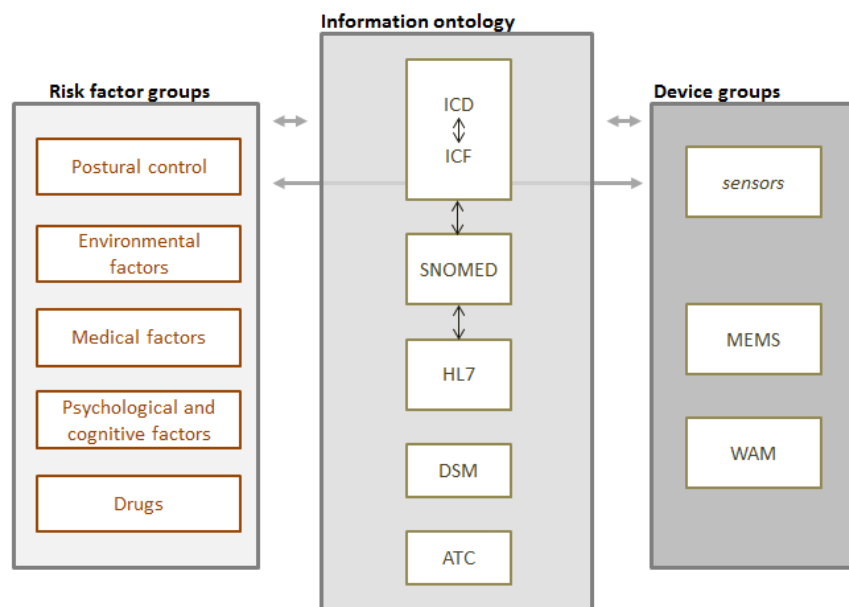 Information ontology
Risk factor groups
Postural control
Environmental
factors
Medical factors
Psychological and
cognitive factors
Drugs
ICD
ICF
SNOMED
HL7
DSM
ATC
Device groups
sensors
MEMS
WAM